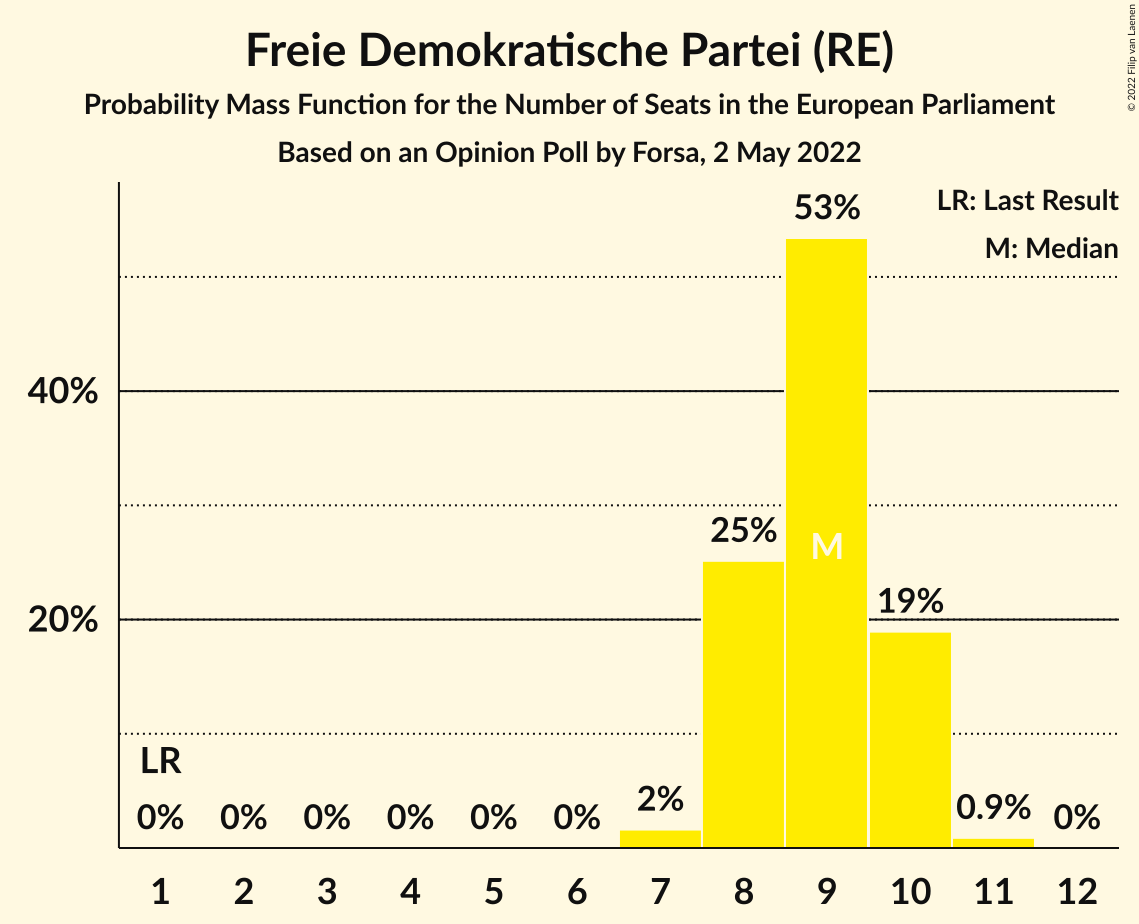 Freie Demokratische Partei (RE)
Probability Mass Function for the Number of Seats in the European Parliament
Based on an Opinion Poll by Forsa, 2 May 2022
© 2022 Filip van Laenen
LR: Last Result
M: Median
53%
40%
25%
M
19%
20%
LR
0% 0% 0% 0% 0% 0% 2% 0.9% 0%
1 2 3 4 5 6 7 8 9 10 11 12